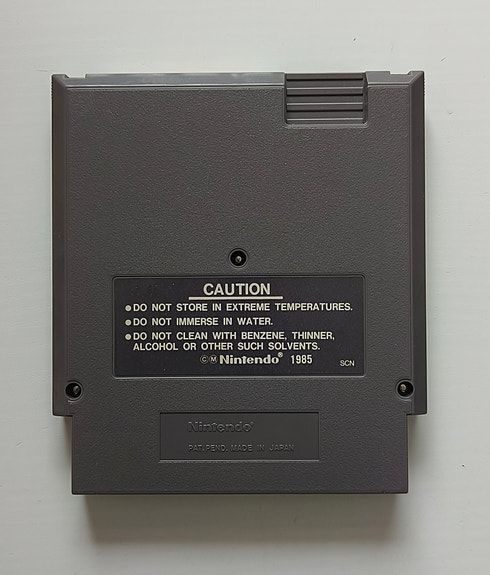 CAUTION
● DO NOT STORE IN EXTREME TEMPERATURES.
● DO NOT IMMERSE IN WATER.
● DO NOT CLEAN WITH BENZENE, THINNER,
ALCOHOL OR OTHER SUCH SOLVENTS.
©Ⓜ Nintendo® 1985 SCN
Nintendo®
PAT.PEND. MADE IN JAPAN